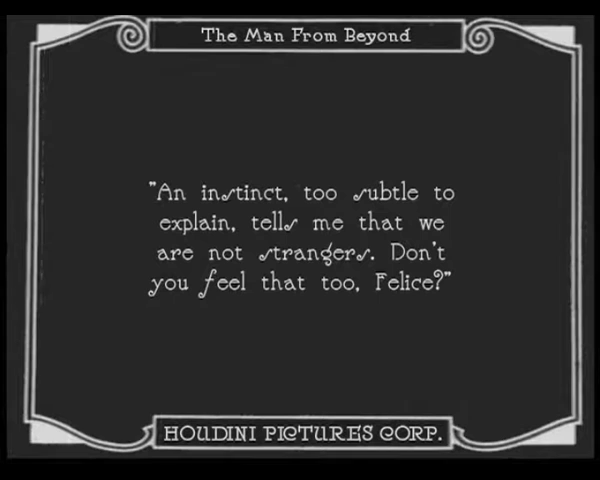 The Man From Beyond
"An instinct, too subtle to
explain, tells me that we
are not strangers. Don't
you feel that too, Felice?"
HOUDINI PICTURES CORP.